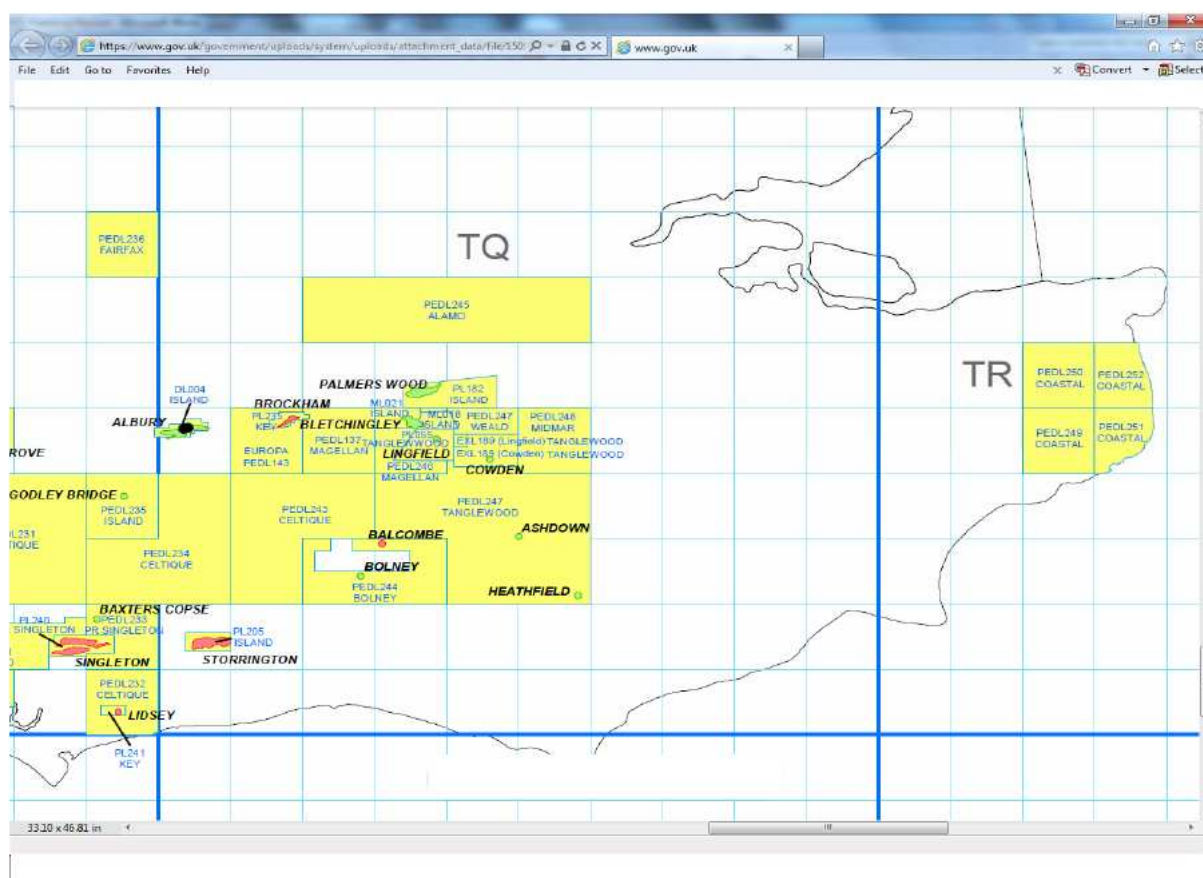 https://www.gov.uk/government/uploads/system/uploads/attachment_data/file/150
www.gov.uk
File Edit Go to Favorites Help
Convert
Select
PEDL236
FAIRFAX
TQ
PEDL245
ALAMO
TR
PEDL250
COASTAL
PEDL252
COASTAL
PEDL249
COASTAL
PEDL251
COASTAL
DL004
ISLAND
ALBURY
PALMERS WOOD
PL182
ISLAND
BROCKHAM
PL235
KEY
ML021
ISLAND
ML018
ISLAND
BLETCHINGLEY
PEDL247
WEALD
PEDL248
MIDMAR
EUROPA
PEDL143
PEDL137
MAGELLAN
TANGLEWWOOD
LINGFIELD
EXL189 (Lingfield) TANGLEWOOD
EXL189 (Cowden) TANGLEWOOD
PEDL246
MAGELLAN
COWDEN
ROVE
GODLEY BRIDGE
PEDL235
ISLAND
PEDL243
CELTIQUE
PEDL247
TANGLEWOOD
L231
TIQUE
BALCOMBE
ASHDOWN
PEDL234
CELTIQUE
BOLNEY
PEDL244
BOLNEY
HEATHFIELD
BAXTERS COPSE
PL240
SINGLETON
PEDL233
PR SINGLETON
PL205
ISLAND
SINGLETON
STORRINGTON
PEDL232
CELTIQUE
LIDSEY
PL241
KEY
33.10 x 46.81 in